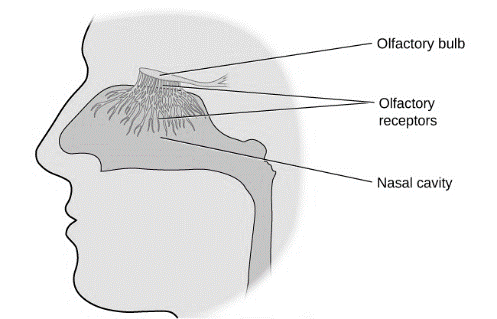 Olfactory bulb
Olfactory
receptors
Nasal cavity